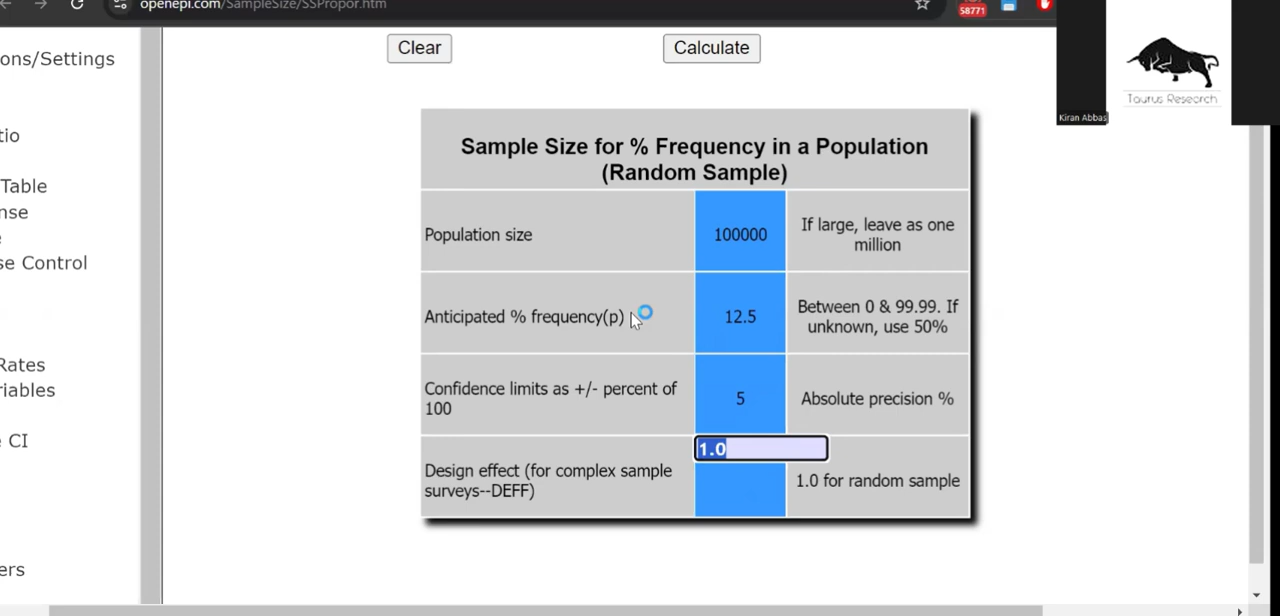 openepi.com/SampleSize/SSPropor.htm
58771
ons/Settings
tio
Table
nse
e
se Control
Rates
riables
e CI
ers
Clear
Calculate
Sample Size for % Frequency in a Population
(Random Sample)
Population size
100000
If large, leave as one
million
Anticipated % frequency(p)
12.5
Between 0 & 99.99. If
unknown, use 50%
Confidence limits as +/- percent of
100
5
Absolute precision %
Design effect (for complex sample
surveys--DEFF)
1.0
1.0 for random sample
Kiran Abbas
Taurus Research